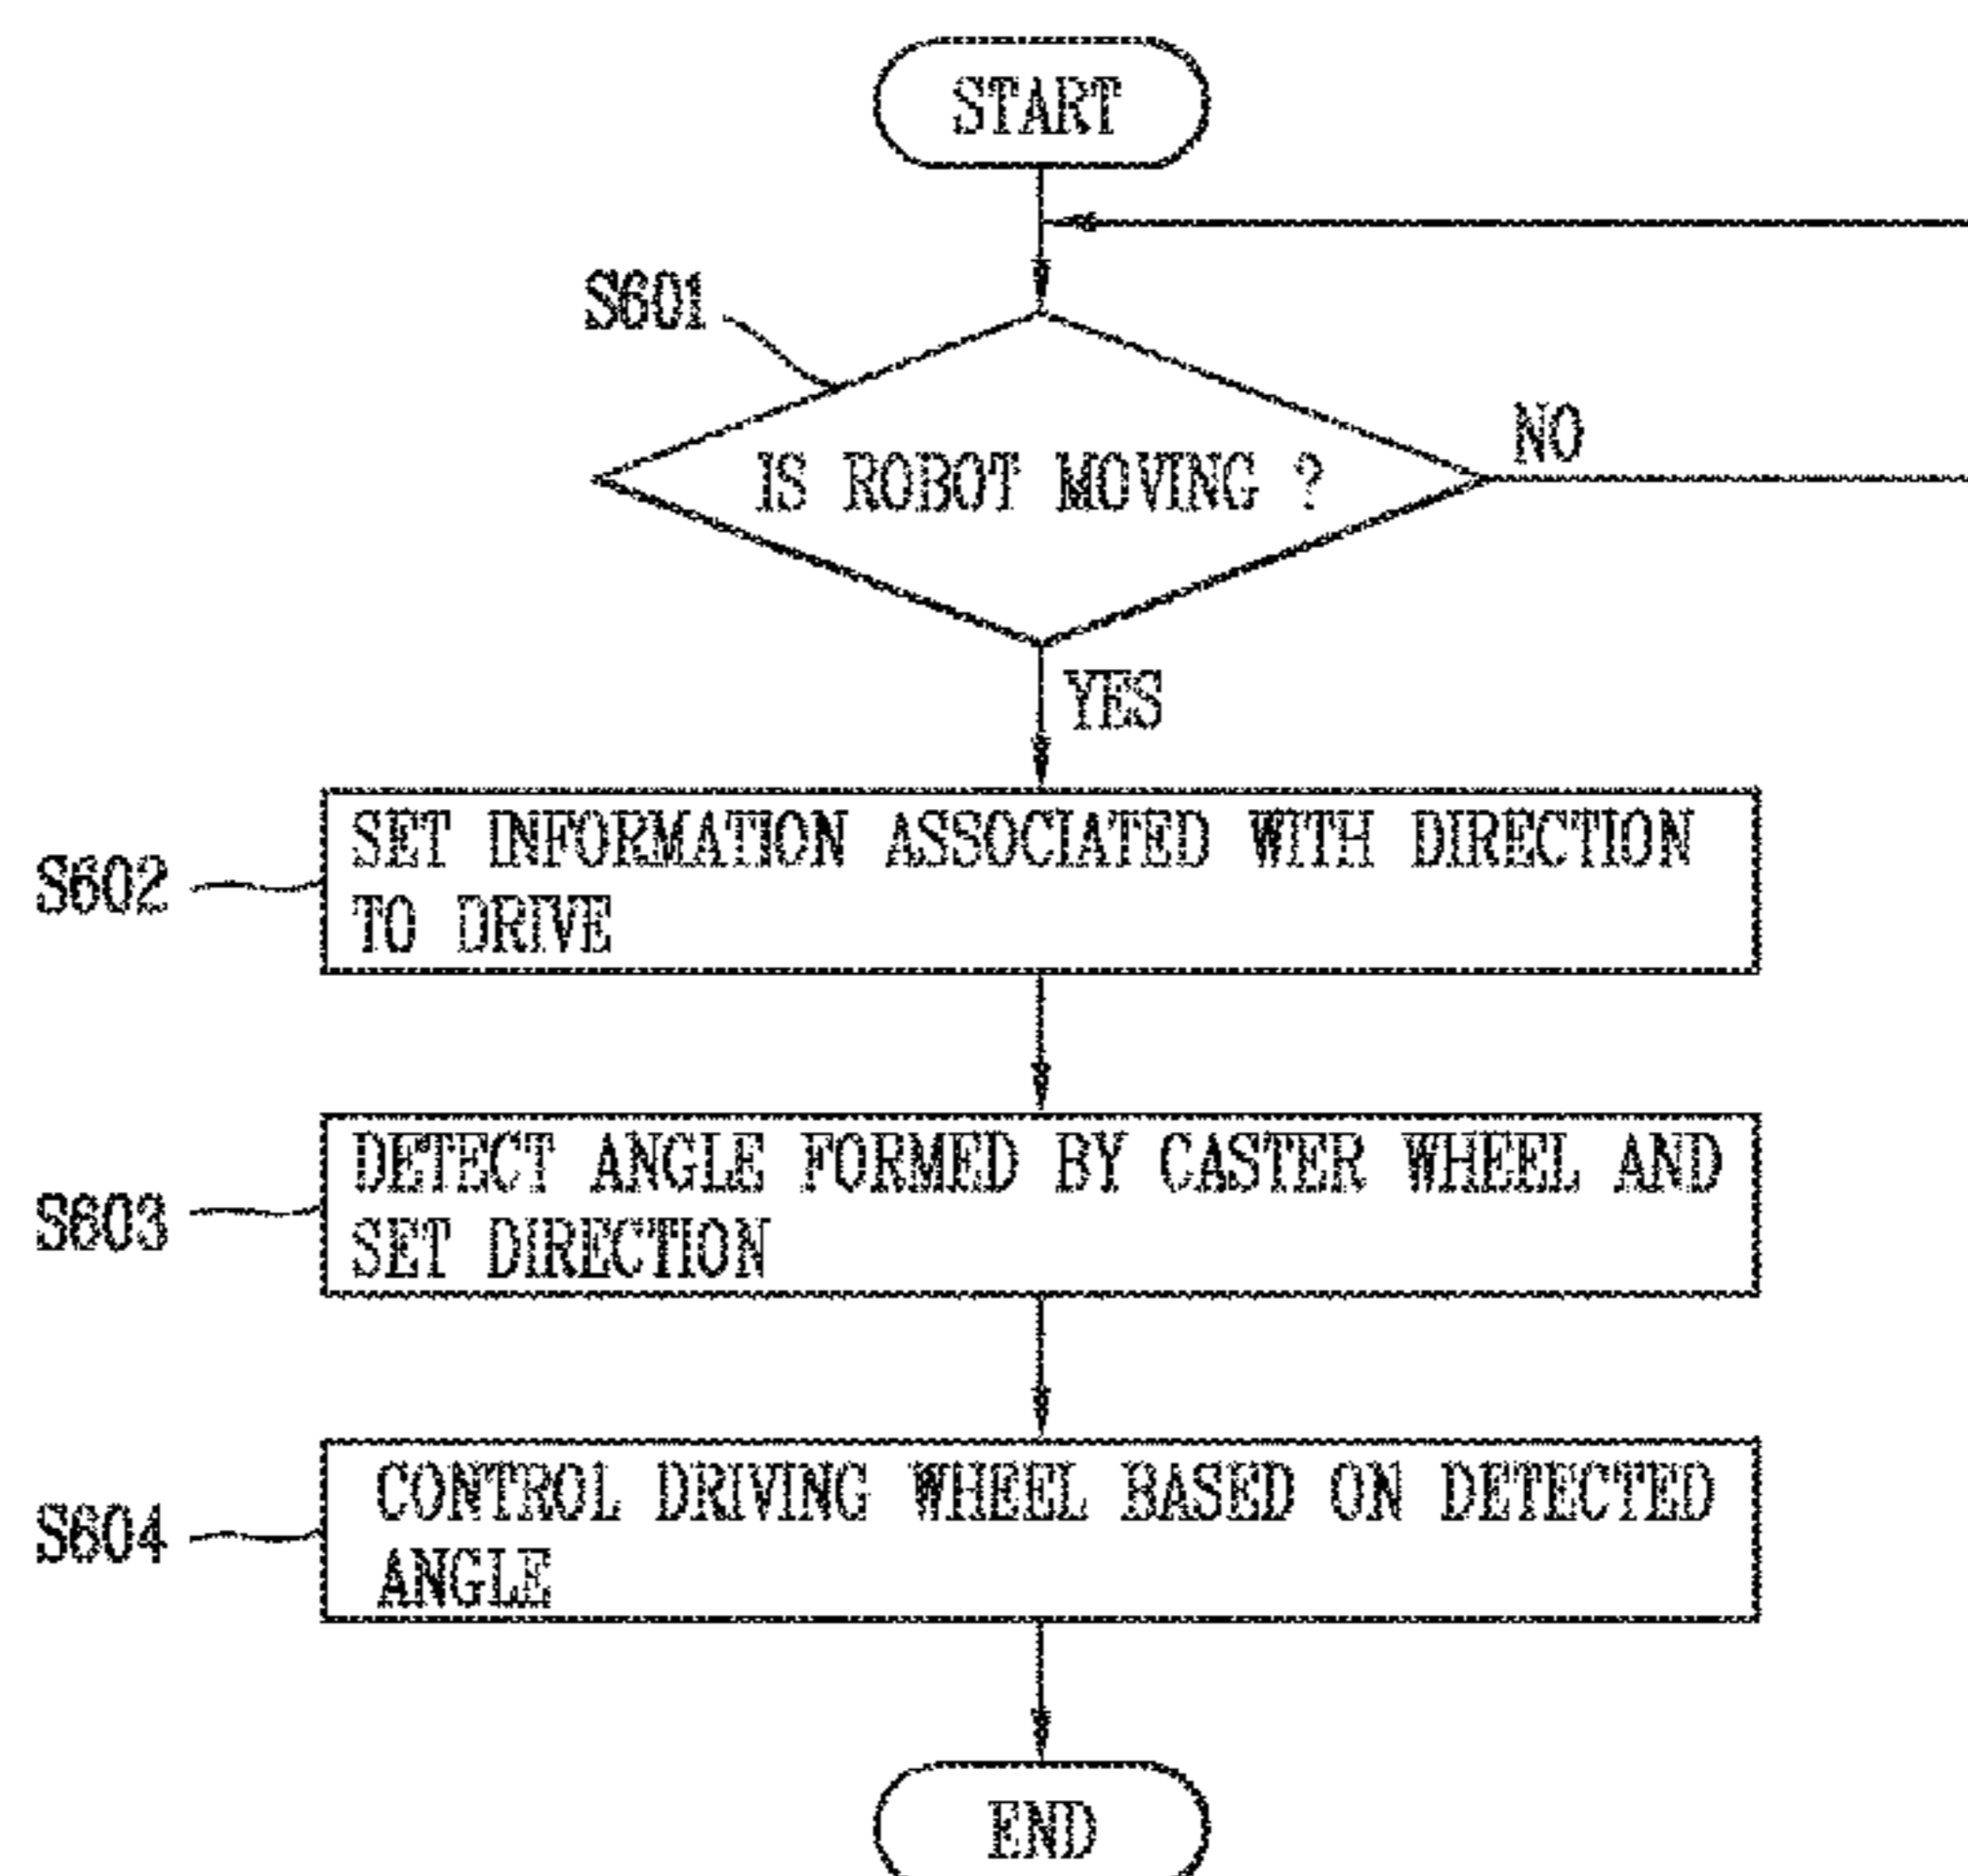 START
S601
IS ROBOT MOVING ?
NO
YES
S602
SET INFORMATION ASSOCIATED WITH DIRECTION
TO DRIVE
S603
DETECT ANGLE FORMED BY CASTER WHEEL AND
SET DIRECTION
S604
CONTROL DRIVING WHEEL BASED ON DETECTED
ANGLE
END